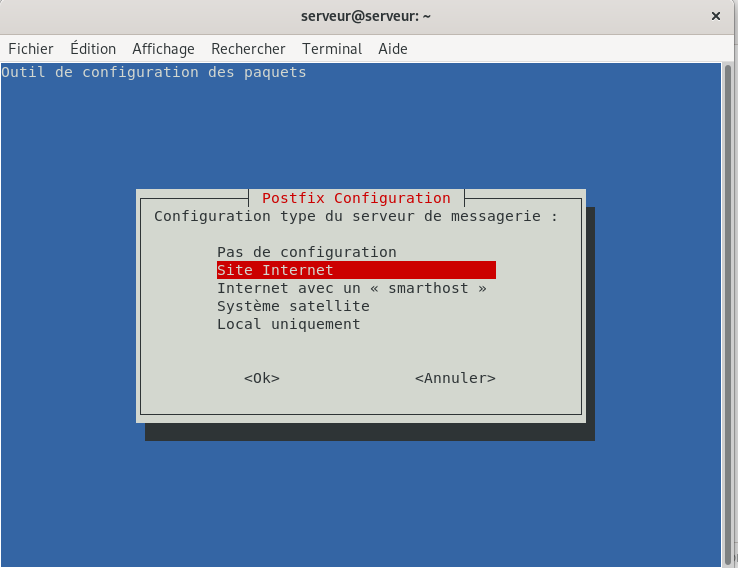 serveur@serveur: ~
Fichier Édition Affichage Rechercher Terminal Aide
Outil de configuration des paquets
Postfix Configuration
Configuration type du serveur de messagerie :
Pas de configuration
Site Internet
Internet avec un « smarthost »
Système satellite
Local uniquement
<Ok> <Annuler>